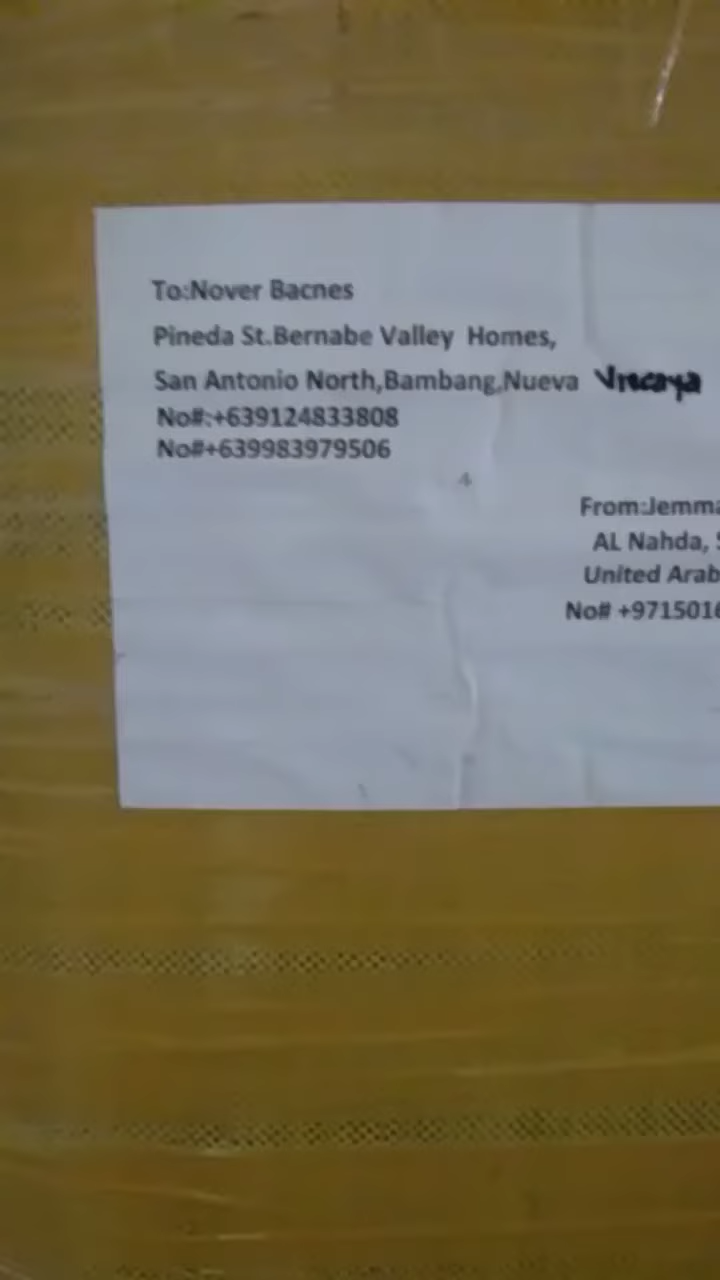 To:Nover Bacnes
Pineda St.Bernabe Valley Homes,
San Antonio North,Bambang,Nueva Viscaya
No#:+639124833808
No#+639983979506
From:Jemma
AL Nahda, S
United Arab
No# +9715016